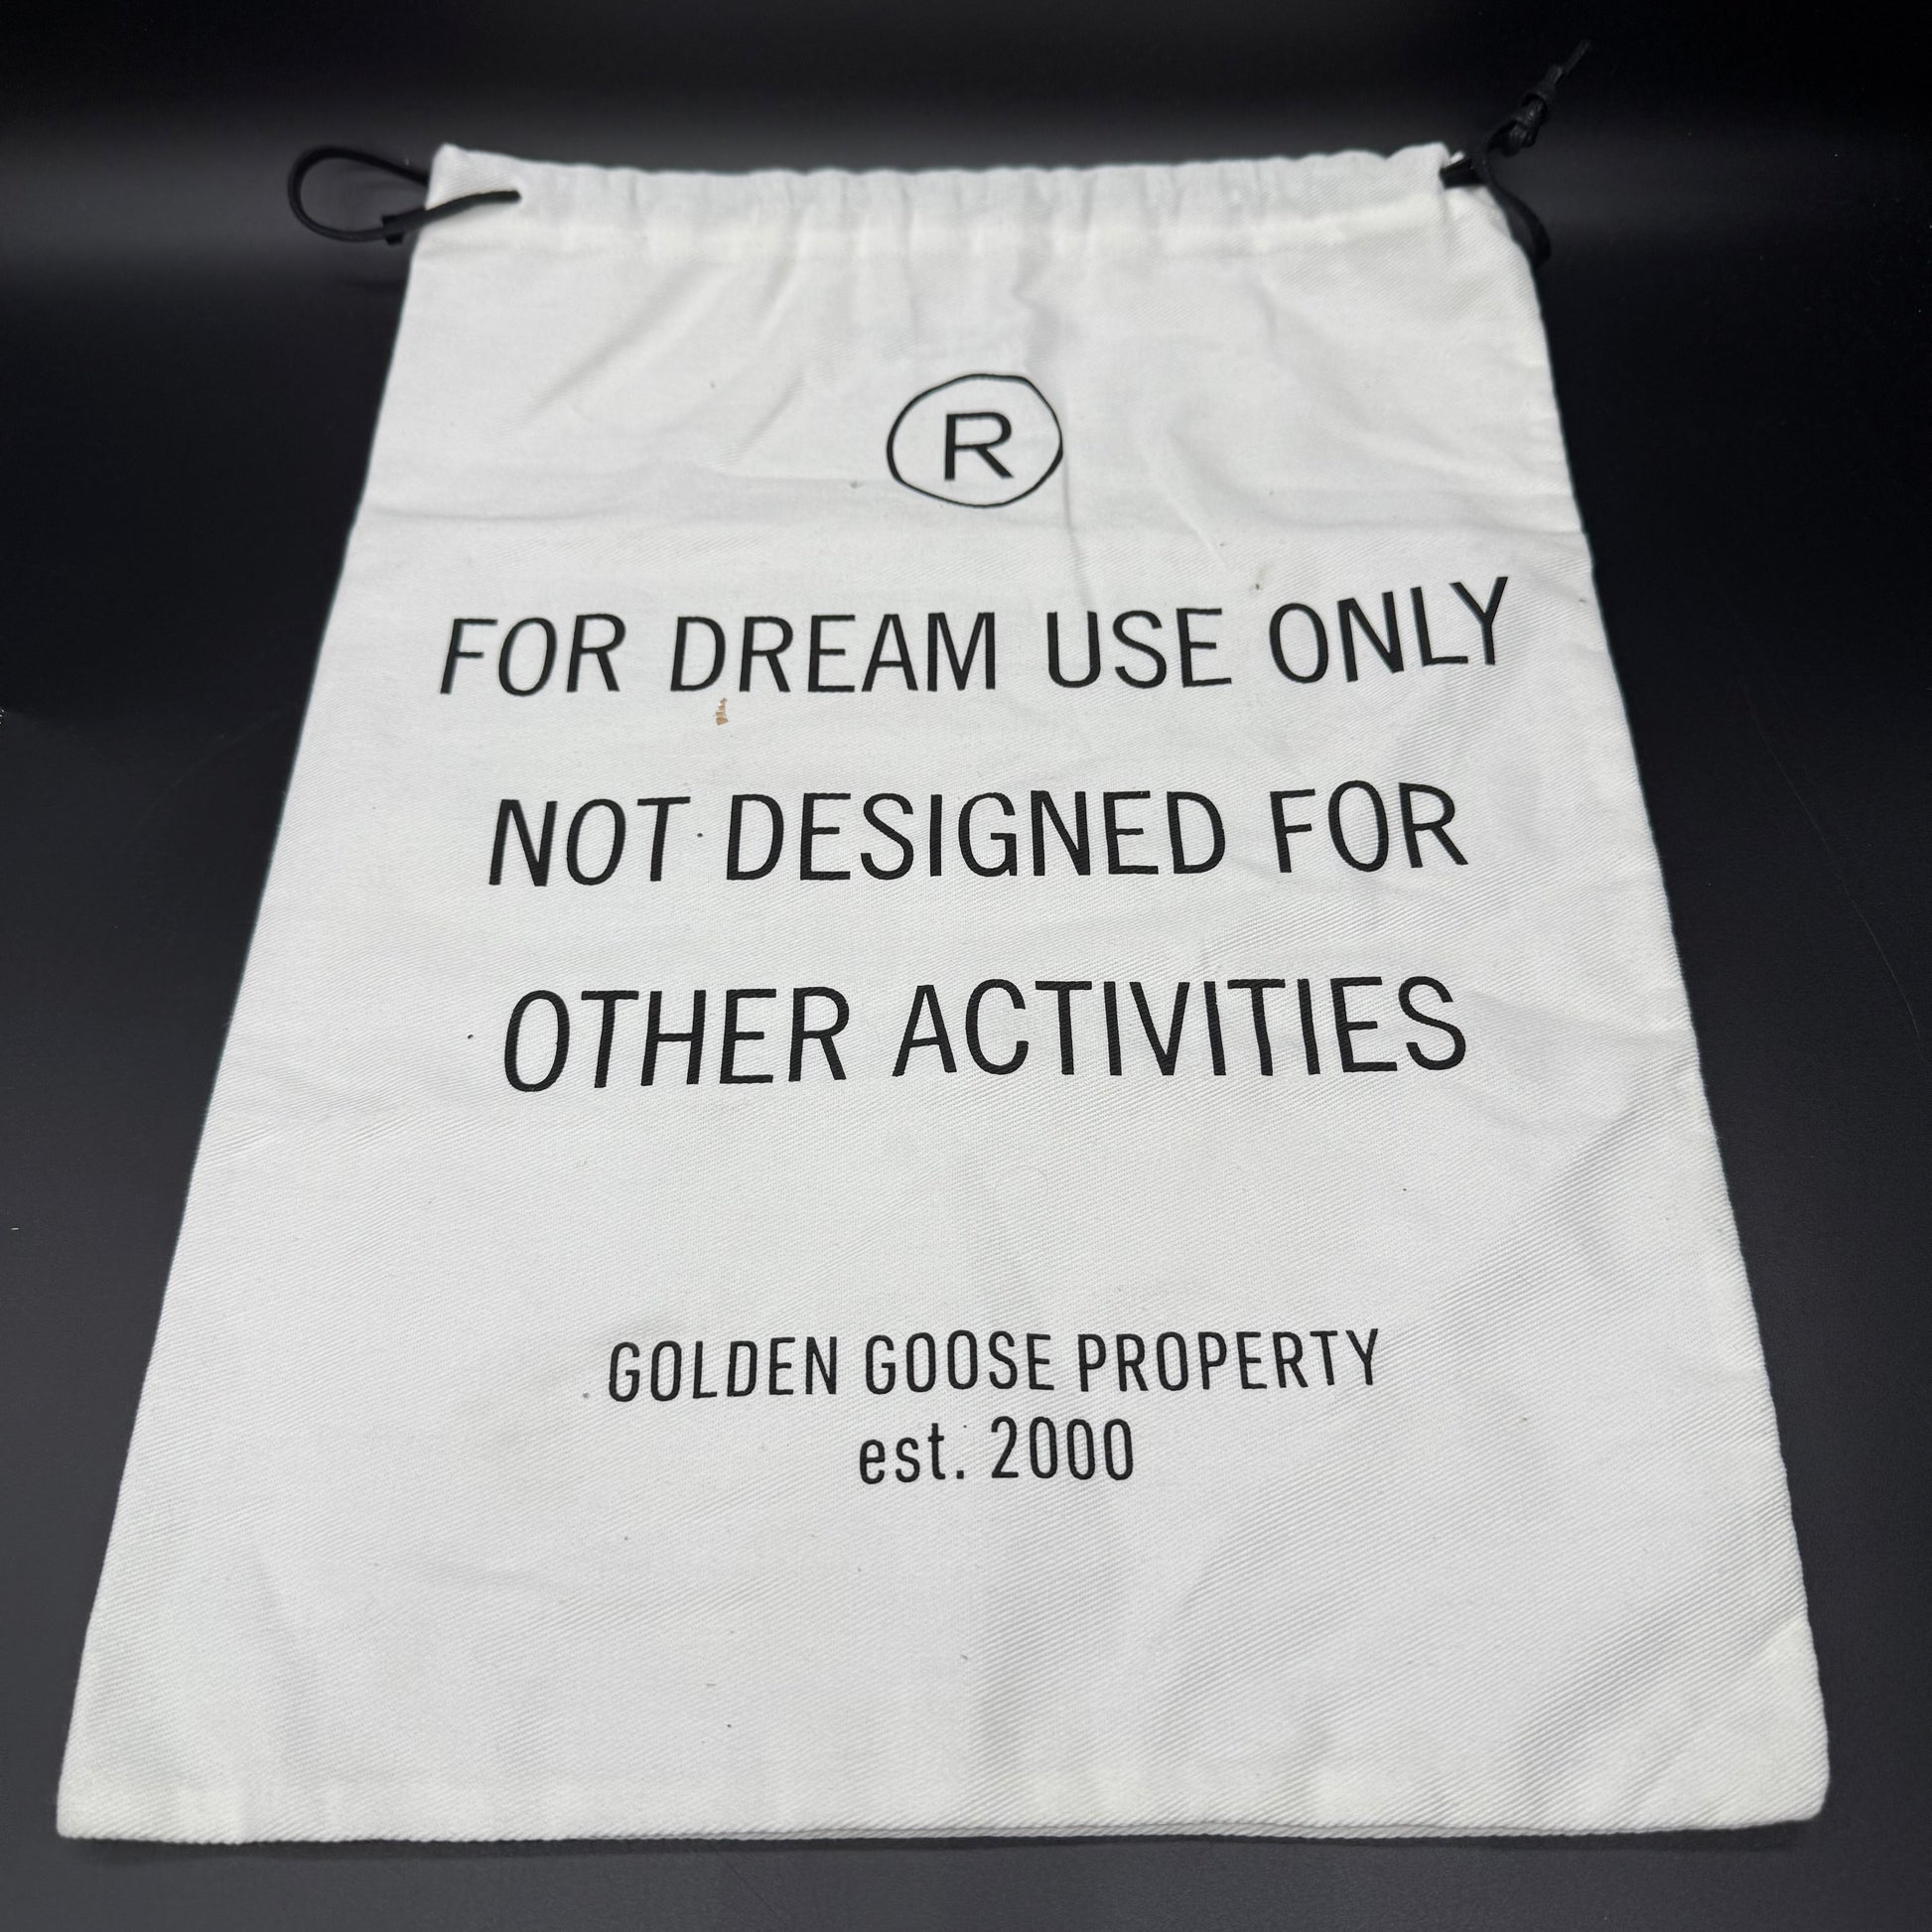 ®
FOR DREAM USE ONLY
NOT DESIGNED FOR
OTHER ACTIVITIES
GOLDEN GOOSE PROPERTY
est. 2000